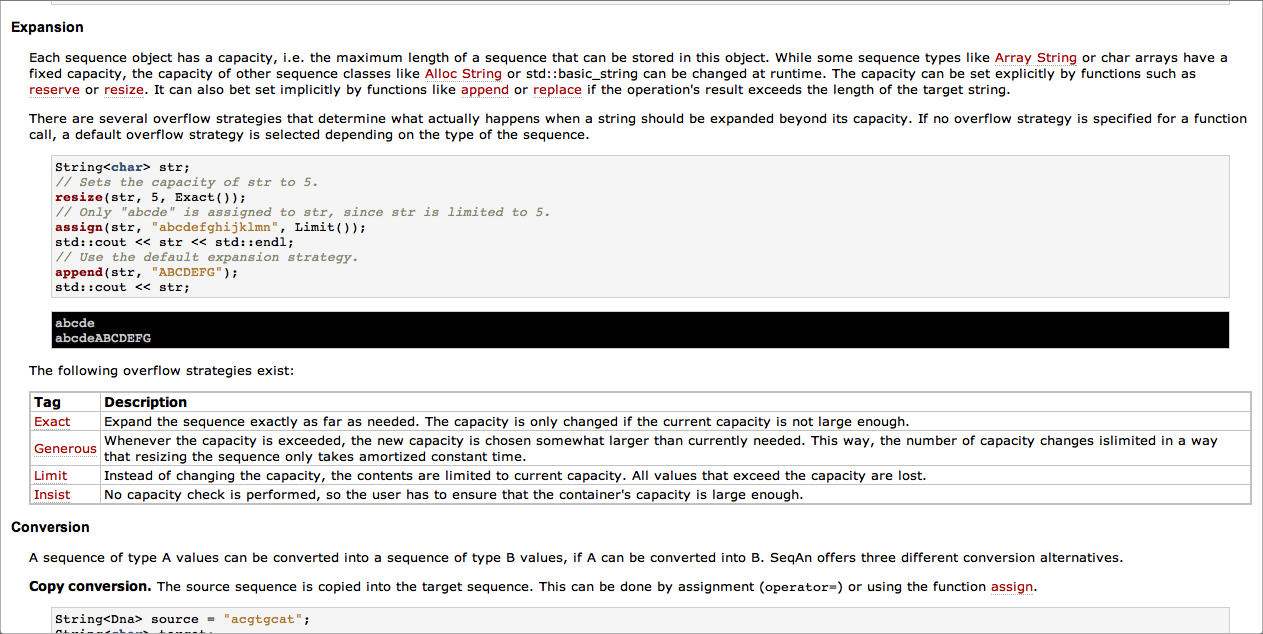 Expansion
Each sequence object has a capacity, i.e. the maximum length of a sequence that can be stored in this object. While some sequence types like Array String or char arrays have a
fixed capacity, the capacity of other sequence classes like Alloc String or std::basic_string can be changed at runtime. The capacity can be set explicitly by functions such as
reserve or resize. It can also bet set implicitly by functions like append or replace if the operation's result exceeds the length of the target string.
There are several overflow strategies that determine what actually happens when a string should be expanded beyond its capacity. If no overflow strategy is specified for a function
call, a default overflow strategy is selected depending on the type of the sequence.
String<char> str;
// Sets the capacity of str to 5.
resize(str, 5, Exact());
// Only "abcde" is assigned to str, since str is limited to 5.
assign(str, "abcdefghijklmn", Limit());
std::cout << str << std::endl;
// Use the default expansion strategy.
append(str, "ABCDEFG");
std::cout << str;
abcde
abcdeABCDEFG
The following overflow strategies exist:
Tag Description
Exact Expand the sequence exactly as far as needed. The capacity is only changed if the current capacity is not large enough.
Generous Whenever the capacity is exceeded, the new capacity is chosen somewhat larger than currently needed. This way, the number of capacity changes islimited in a way
that resizing the sequence only takes amortized constant time.
Limit Instead of changing the capacity, the contents are limited to current capacity. All values that exceed the capacity are lost.
Insist No capacity check is performed, so the user has to ensure that the container's capacity is large enough.
Conversion
A sequence of type A values can be converted into a sequence of type B values, if A can be converted into B. SeqAn offers three different conversion alternatives.
Copy conversion. The source sequence is copied into the target sequence. This can be done by assignment (operator=) or using the function assign.
String<Dna> source = "acgtgcat";
String<char> target;